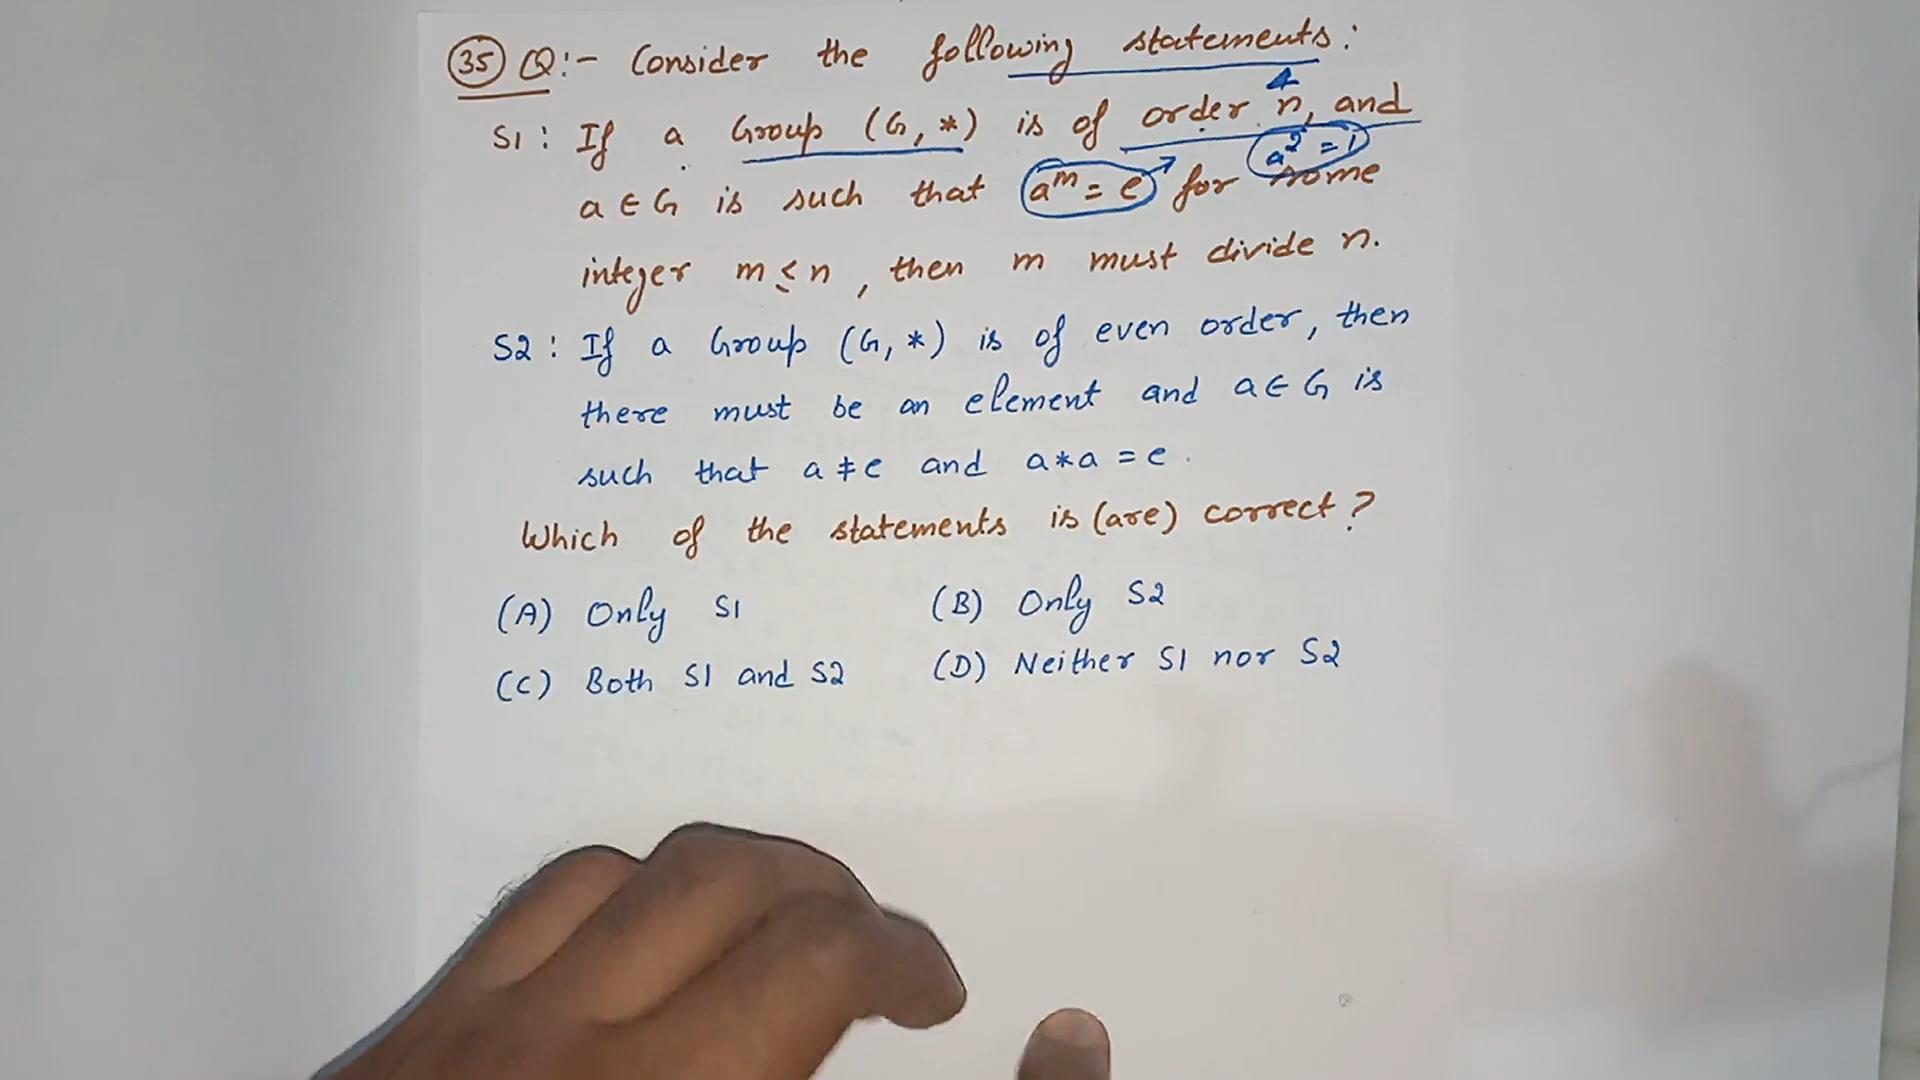 35 Q:- Consider the following statements:
S1: If a Group (G, *) is of order n, and
4
a² = 1
a ∈ G is such that aᵐ = e for some
integer m ≤ n, then m must divide n.
S2: If a Group (G, *) is of even order, then
there must be an element and a ∈ G is
such that a ≠ e and a * a = e.
Which of the statements is (are) correct?
(A) Only S1 (B) Only S2
(C) Both S1 and S2 (D) Neither S1 nor S2